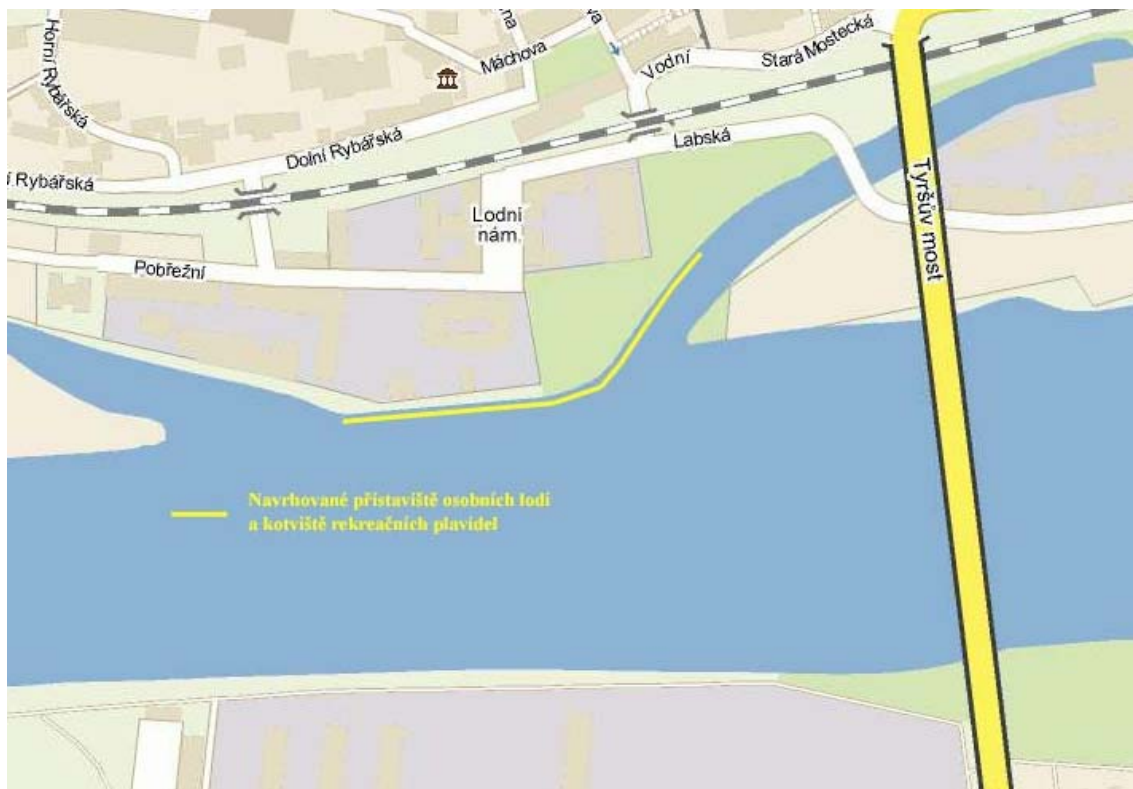 Horní Rybářská
Máchova
Vodní
Stará Mostecká
Dolní Rybářská
Labská
Rybářská
Lodní
nám.
Tyršův most
Pobřežní
Navrhované přístaviště osobních lodí
a kotviště rekreačních plavidel